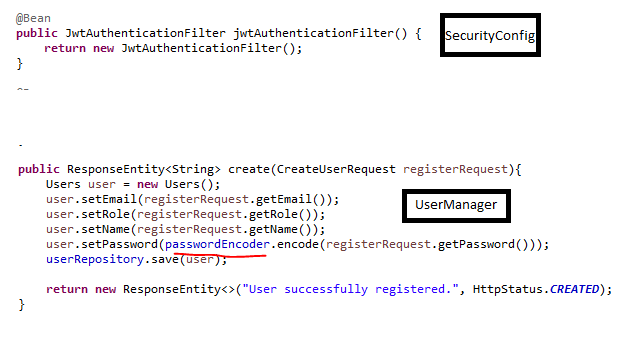 @Bean
public JwtAuthenticationFilter jwtAuthenticationFilter() {
return new JwtAuthenticationFilter();
}
SecurityConfig
public ResponseEntity<String> create(CreateUserRequest registerRequest){
Users user = new Users();
user.setEmail(registerRequest.getEmail());
user.setRole(registerRequest.getRole());
user.setName(registerRequest.getName());
user.setPassword(passwordEncoder.encode(registerRequest.getPassword()));
userRepository.save(user);
return new ResponseEntity<>("User successfully registered.", HttpStatus.CREATED);
}
UserManager